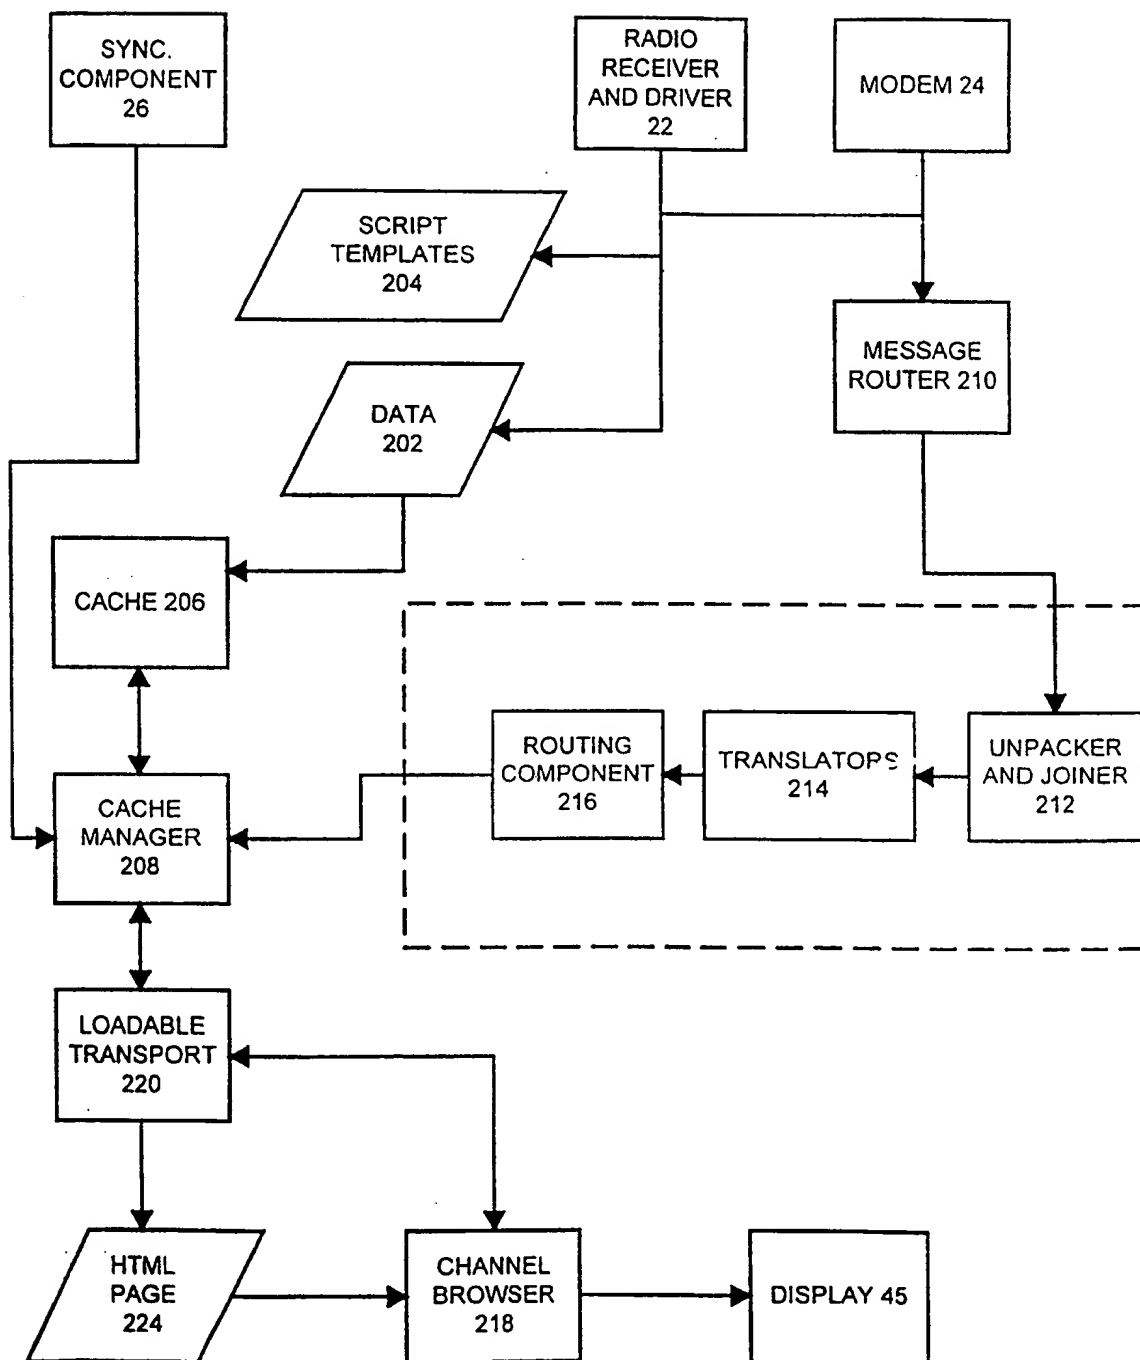 SYNC.
COMPONENT
26
RADIO
RECEIVER
AND DRIVER
22
MODEM 24
SCRIPT
TEMPLATES
204
MESSAGE
ROUTER 210
DATA
202
CACHE 206
ROUTING
COMPONENT
216
TRANSLATOPS
214
UNPACKER
AND JOINER
212
CACHE
MANAGER
208
LOADABLE
TRANSPORT
220
HTML
PAGE
224
CHANNEL
BROWSER
218
DISPLAY 45